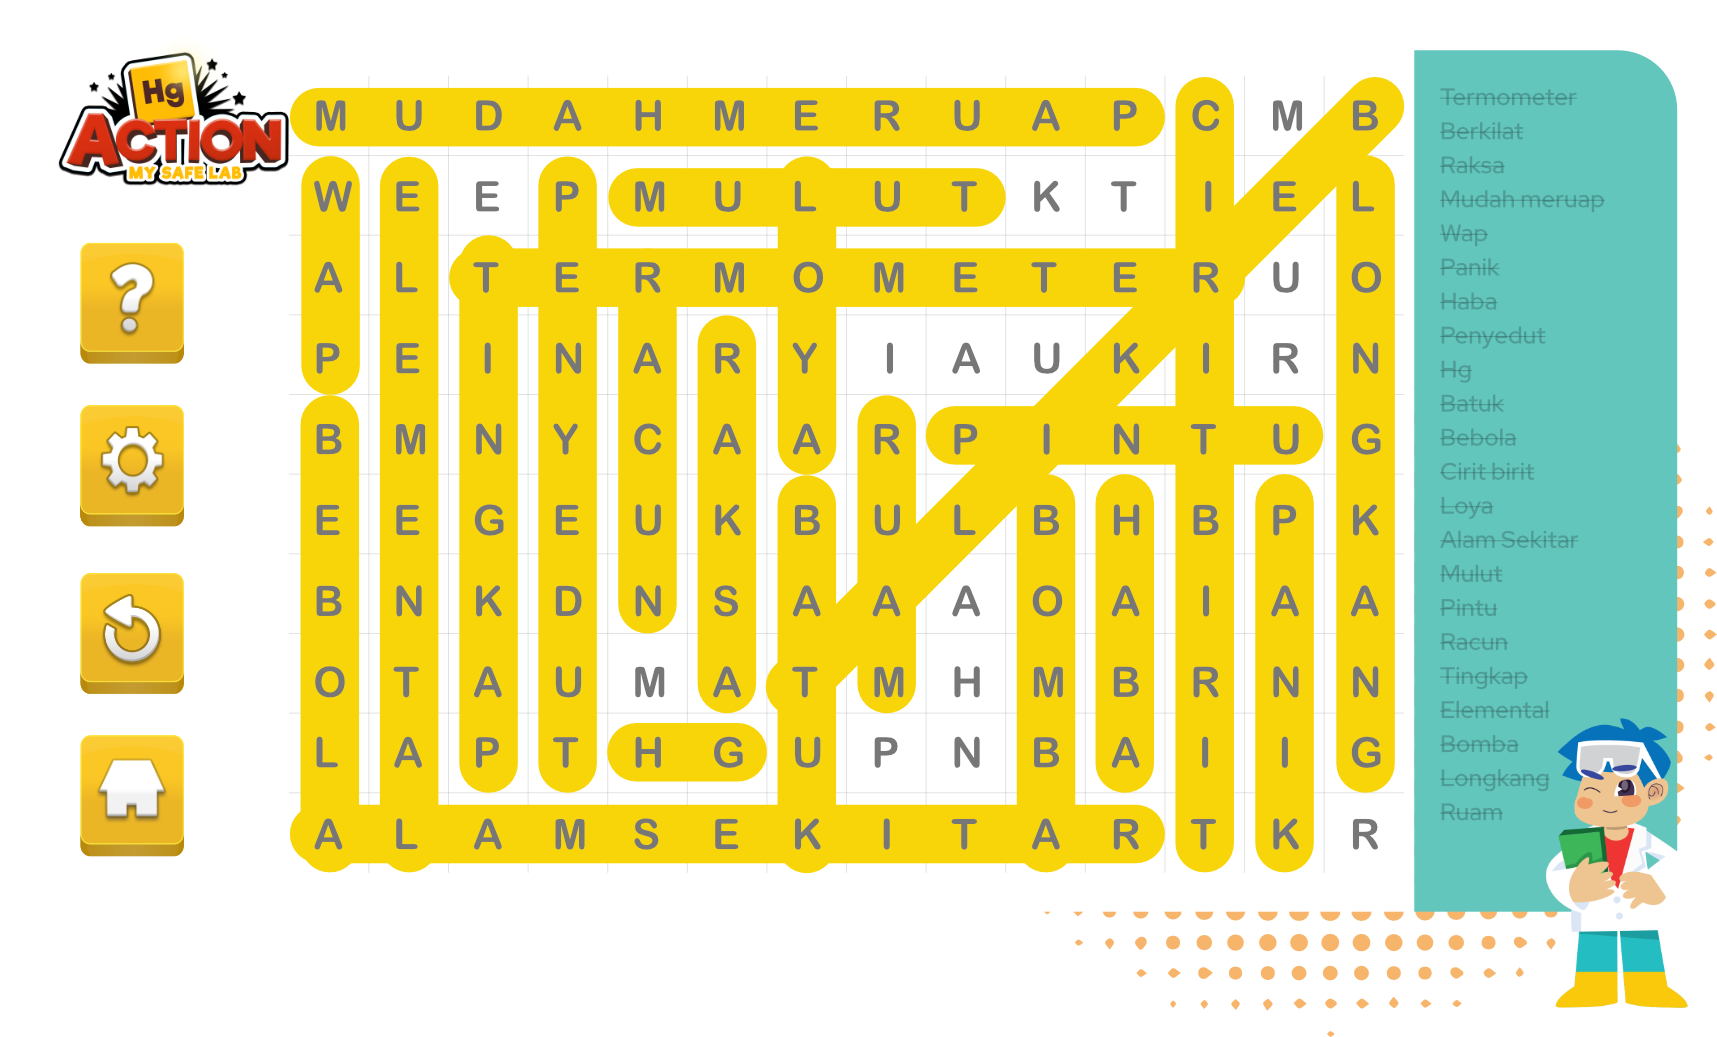 Hg
ACTION
MY SAFE LAB
M U D A H M E R U A P C M B
W E E P M U L U T K T I E L
A L T E R M O M E T E R U O
P E I N A R Y I A U K I R N
B M N Y C A A R P I N T U G
E E G E U K B U L B H B P K
B N K D N S A A A O A I A A
O T A U M A T M H M B R N N
L A P T H G U P N B A I I G
A L A M S E K I T A R T K R
Termometer
Berkilat
Raksa
Mudah meruap
Wap
Panik
Haba
Penyedut
Hg
Batuk
Bebola
Cirit birit
Loya
Alam Sekitar
Mulut
Pintu
Racun
Tingkap
Elemental
Bomba
Longkang
Ruam